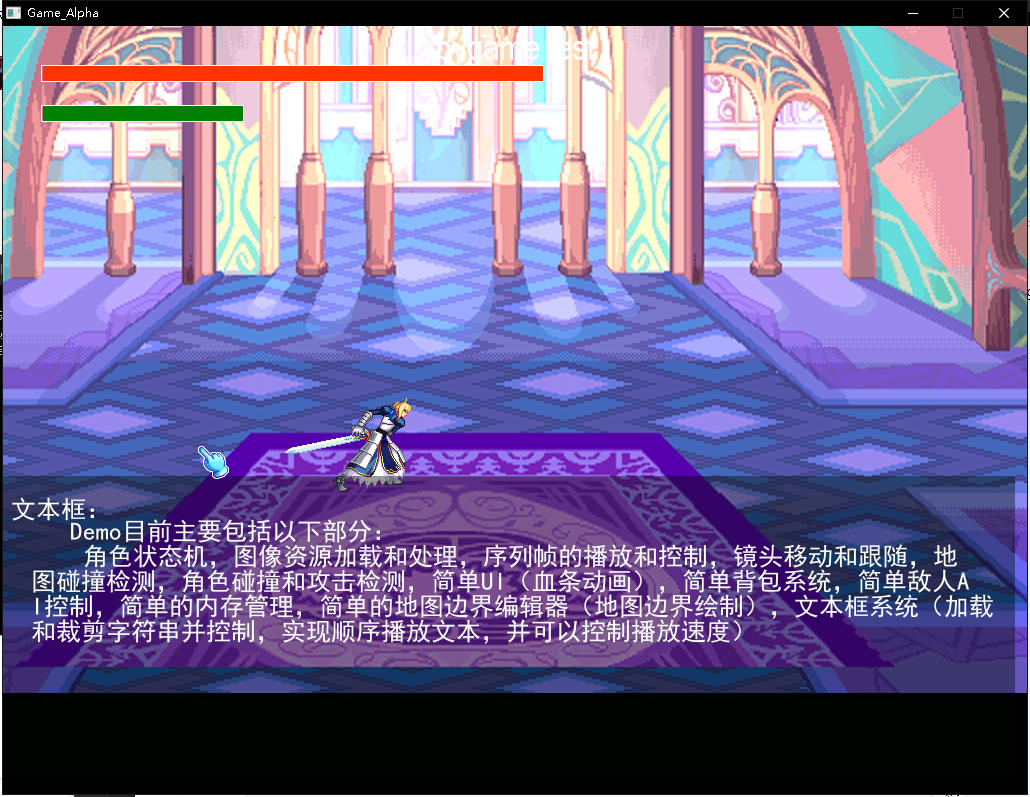 Game_Alpha
pygame test
文本框：
Demo目前主要包括以下部分：
角色状态机，图像资源加载和处理，序列帧的播放和控制，镜头移动和跟随，地
图碰撞检测，角色碰撞和攻击检测，简单UI（血条动画），简单背包系统，简单敌人A
I控制，简单的内存管理，简单的地图边界编辑器（地图边界绘制），文本框系统（加载
和裁剪字符串并控制，实现顺序播放文本，并可以控制播放速度）